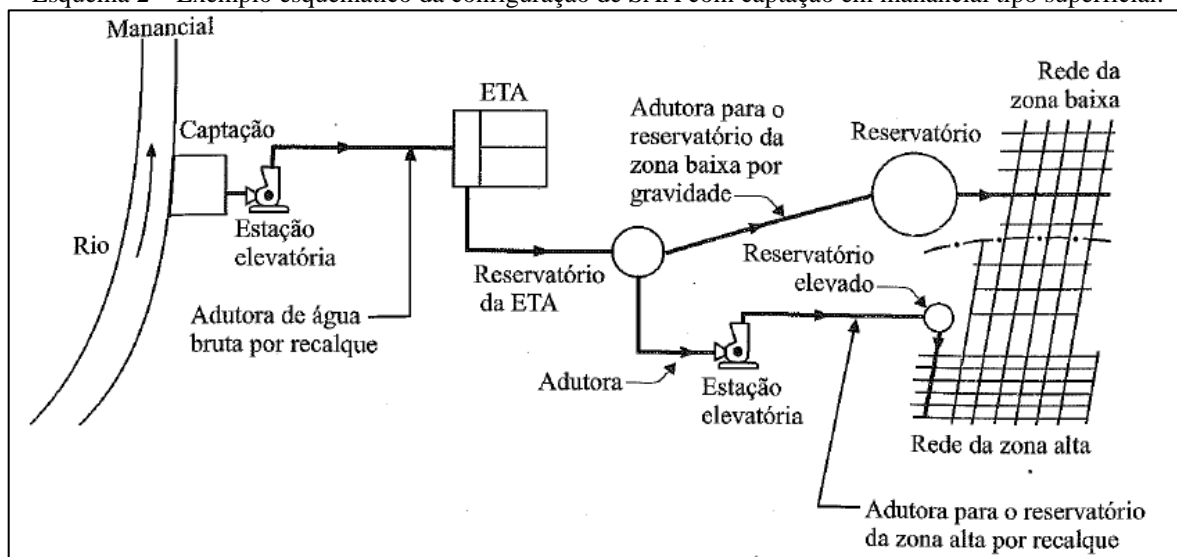 Esquema 2 – Exemplo esquemático da configuração de SAA com captação em manancial tipo superficial.
Manancial
Captação
Rio
Estação
elevatória
Adutora de água
bruta por recalque
ETA
Reservatório
da ETA
Adutora para o
reservatório da
zona baixa por
gravidade
Reservatório
Rede da
zona baixa
Reservatório
elevado
Adutora
Estação
elevatória
Rede da zona alta
Adutora para o reservatório
da zona alta por recalque